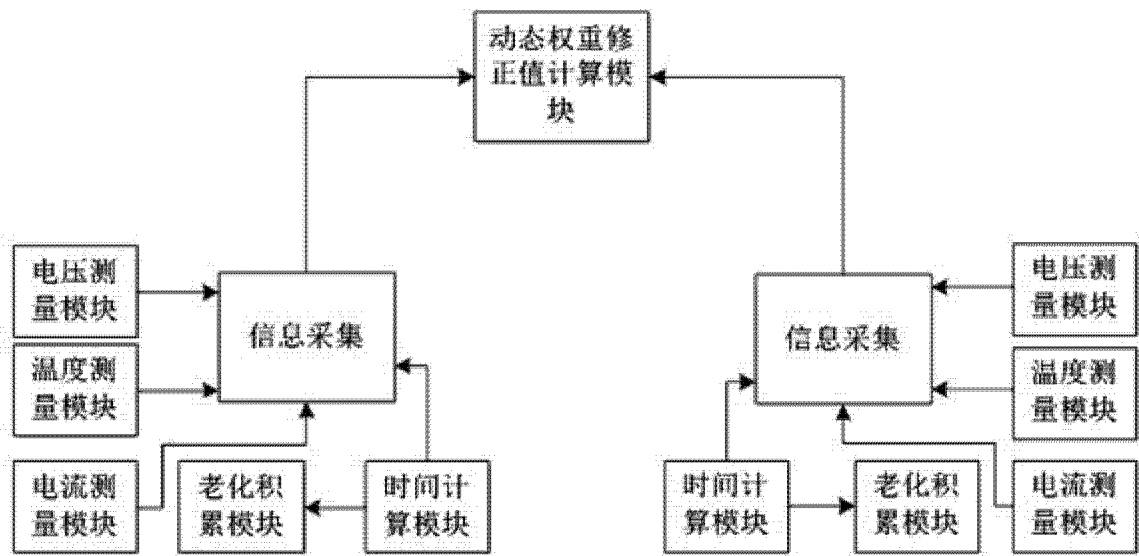 动态权重修
正值计算模
块
电压测
量模块
信息采集
温度测
量模块
电流测
量模块
老化积
累模块
时间计
算模块
电压测
量模块
信息采集
温度测
量模块
时间计
算模块
老化积
累模块
电流测
量模块